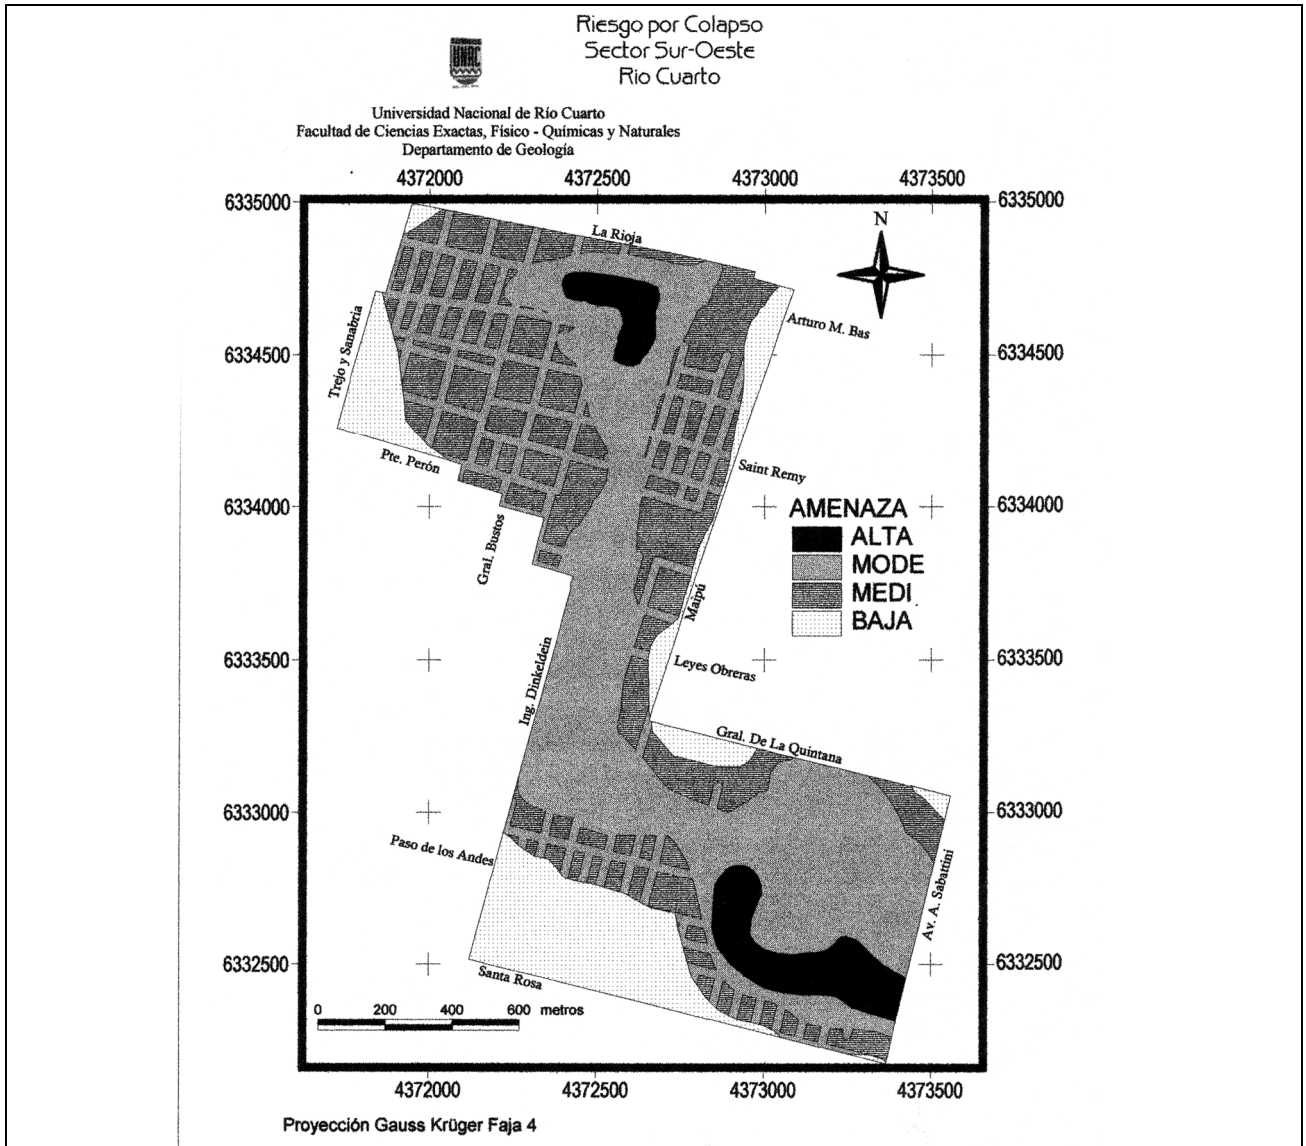 Riesgo por Colapso
Sector Sur-Oeste
Rio Cuarto
UNRC
Universidad Nacional de Río Cuarto
Facultad de Ciencias Exactas, Físico - Químicas y Naturales
Departamento de Geología
4372000 4372500 4373000 4373500
6335000 6335000
N
La Rioja
Arturo M. Bas
Trejo y Sanabria
6334500 6334500
Pte. Perón
Saint Remy
6334000 6334000
AMENAZA
ALTA
MODE
MEDI
BAJA
Gral. Bustos
Maipú
6333500 6333500
Leyes Obreras
Ing. Dinkeldein
Gral. De La Quintana
6333000 6333000
Paso de los Andes
Av. A. Sabattini
6332500 6332500
Santa Rosa
0 200 400 600 metros
4372000 4372500 4373000 4373500
Proyección Gauss Krüger Faja 4